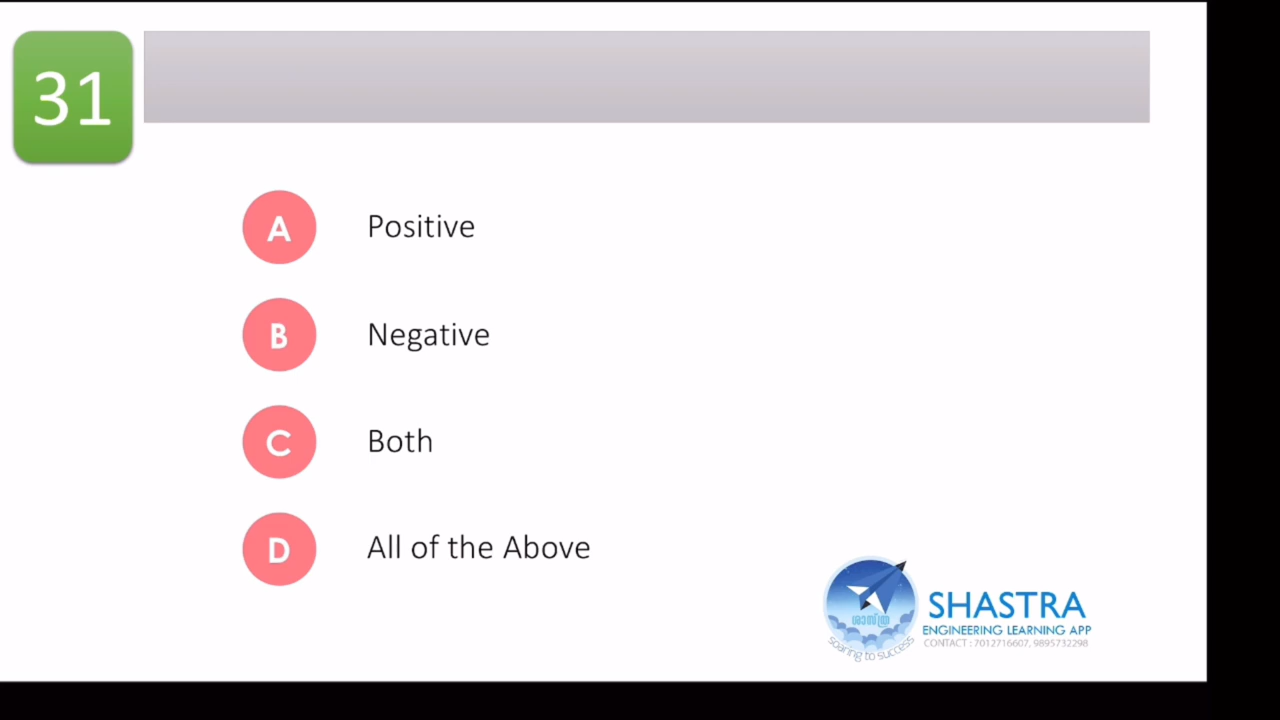 31
A Positive
B Negative
C Both
D All of the Above
ശാസ്ത്ര
soaring to success
SHASTRA
ENGINEERING LEARNING APP
CONTACT : 7012716607, 9895732298